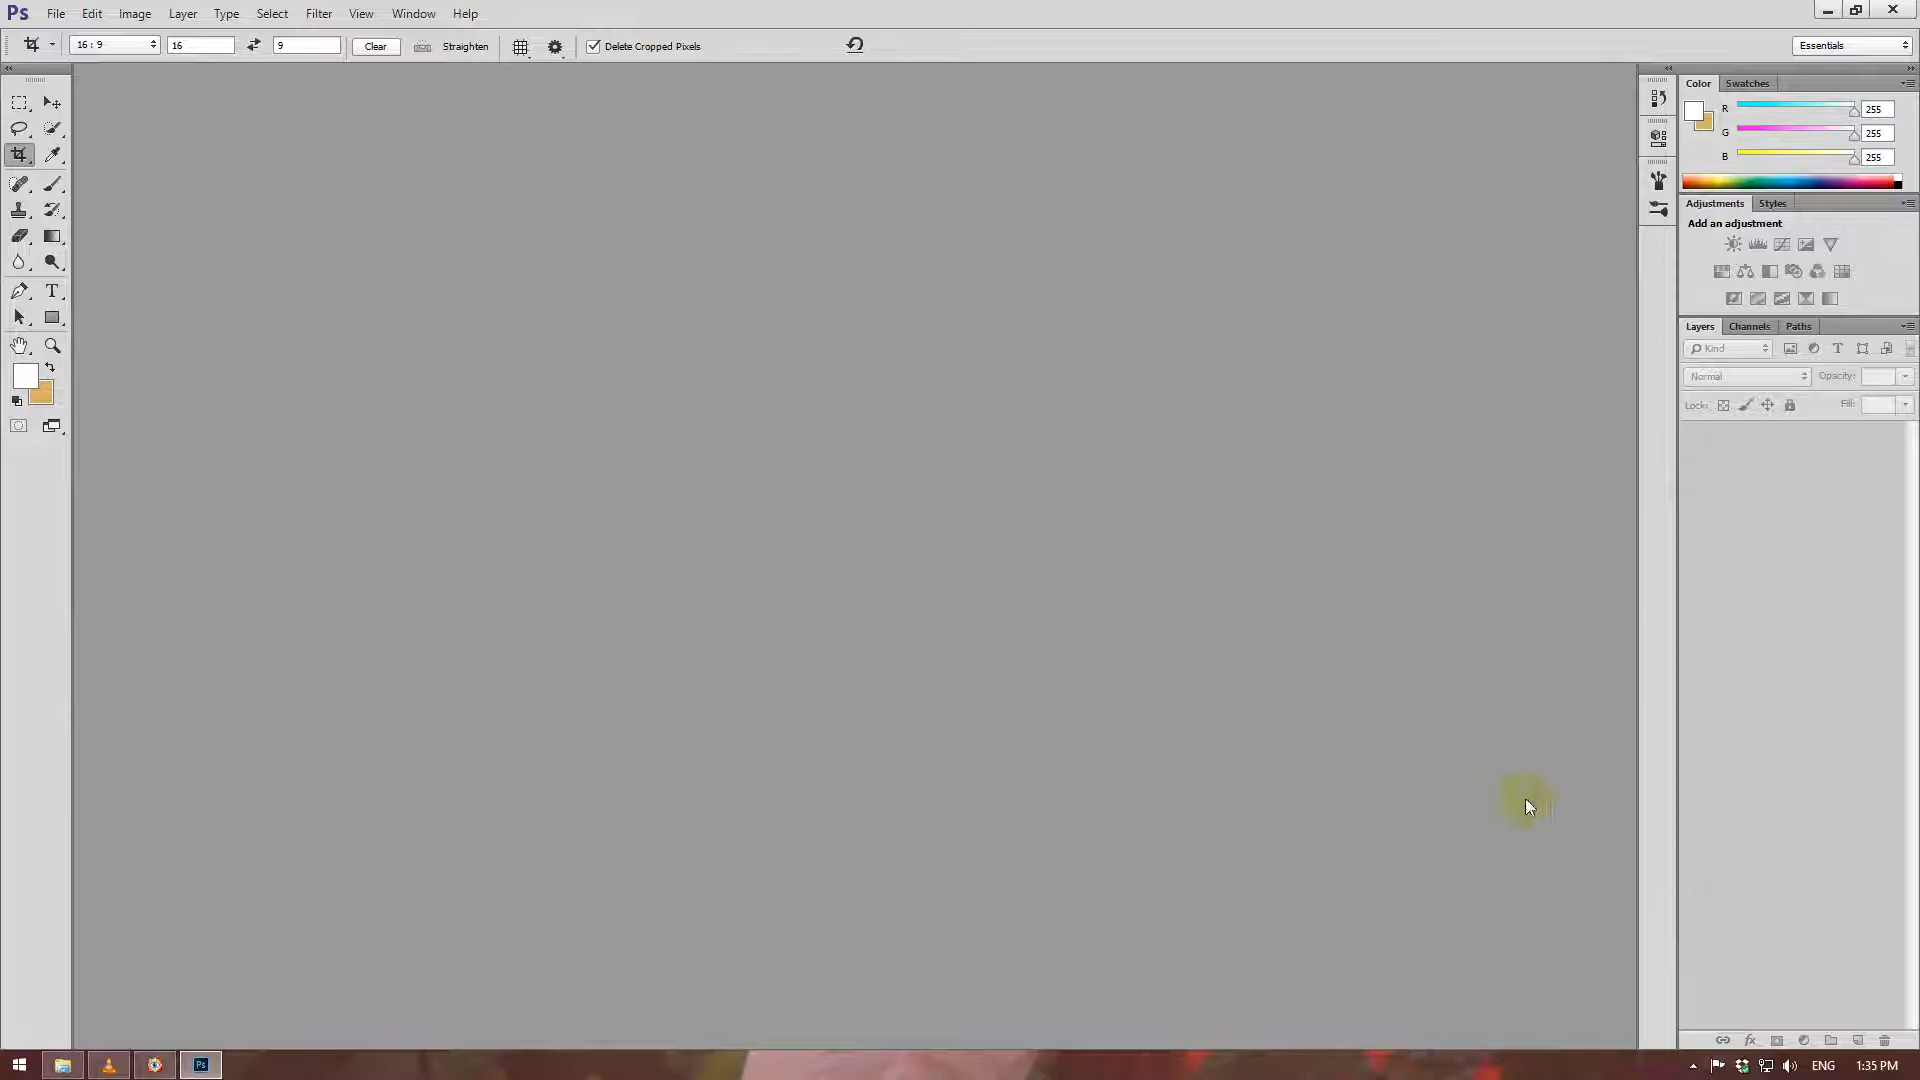 Ps File Edit Image Layer Type Select Filter View Window Help
16 : 9 16 9 Clear Straighten Delete Cropped Pixels Essentials
Color Swatches
R 255
G 255
B 255
Adjustments Styles
Add an adjustment
Layers Channels Paths
Kind
Normal Opacity:
Lock: Fill:
Ps ENG 1:35 PM